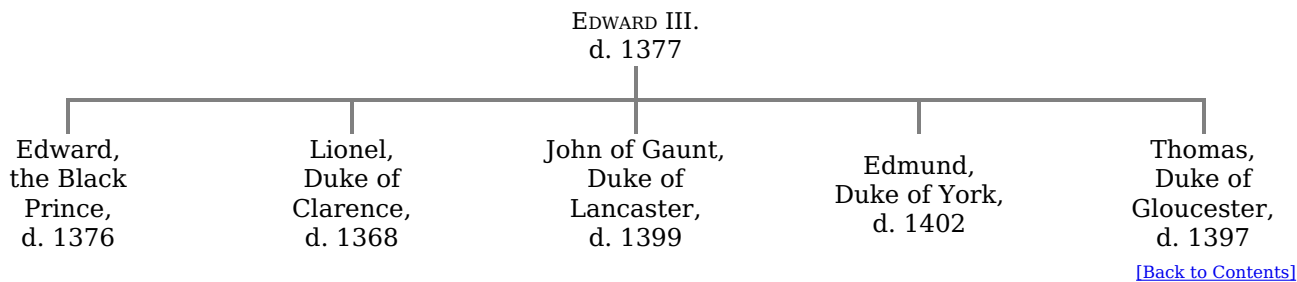 EDWARD III.
d. 1377
Edward,
the Black
Prince,
d. 1376
Lionel,
Duke of
Clarence,
d. 1368
John of Gaunt,
Duke of
Lancaster,
d. 1399
Edmund,
Duke of York,
d. 1402
Thomas,
Duke of
Gloucester,
d. 1397
[Back to Contents]